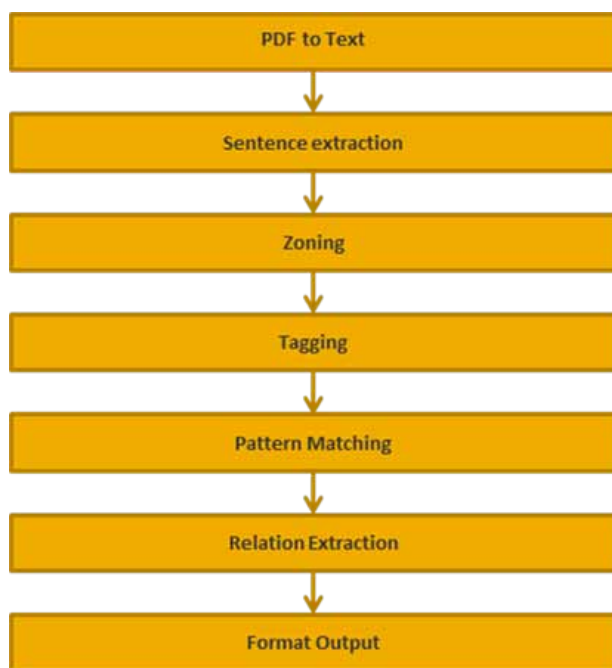 PDF to Text
Sentence extraction
Zoning
Tagging
Pattern Matching
Relation Extraction
Format Output